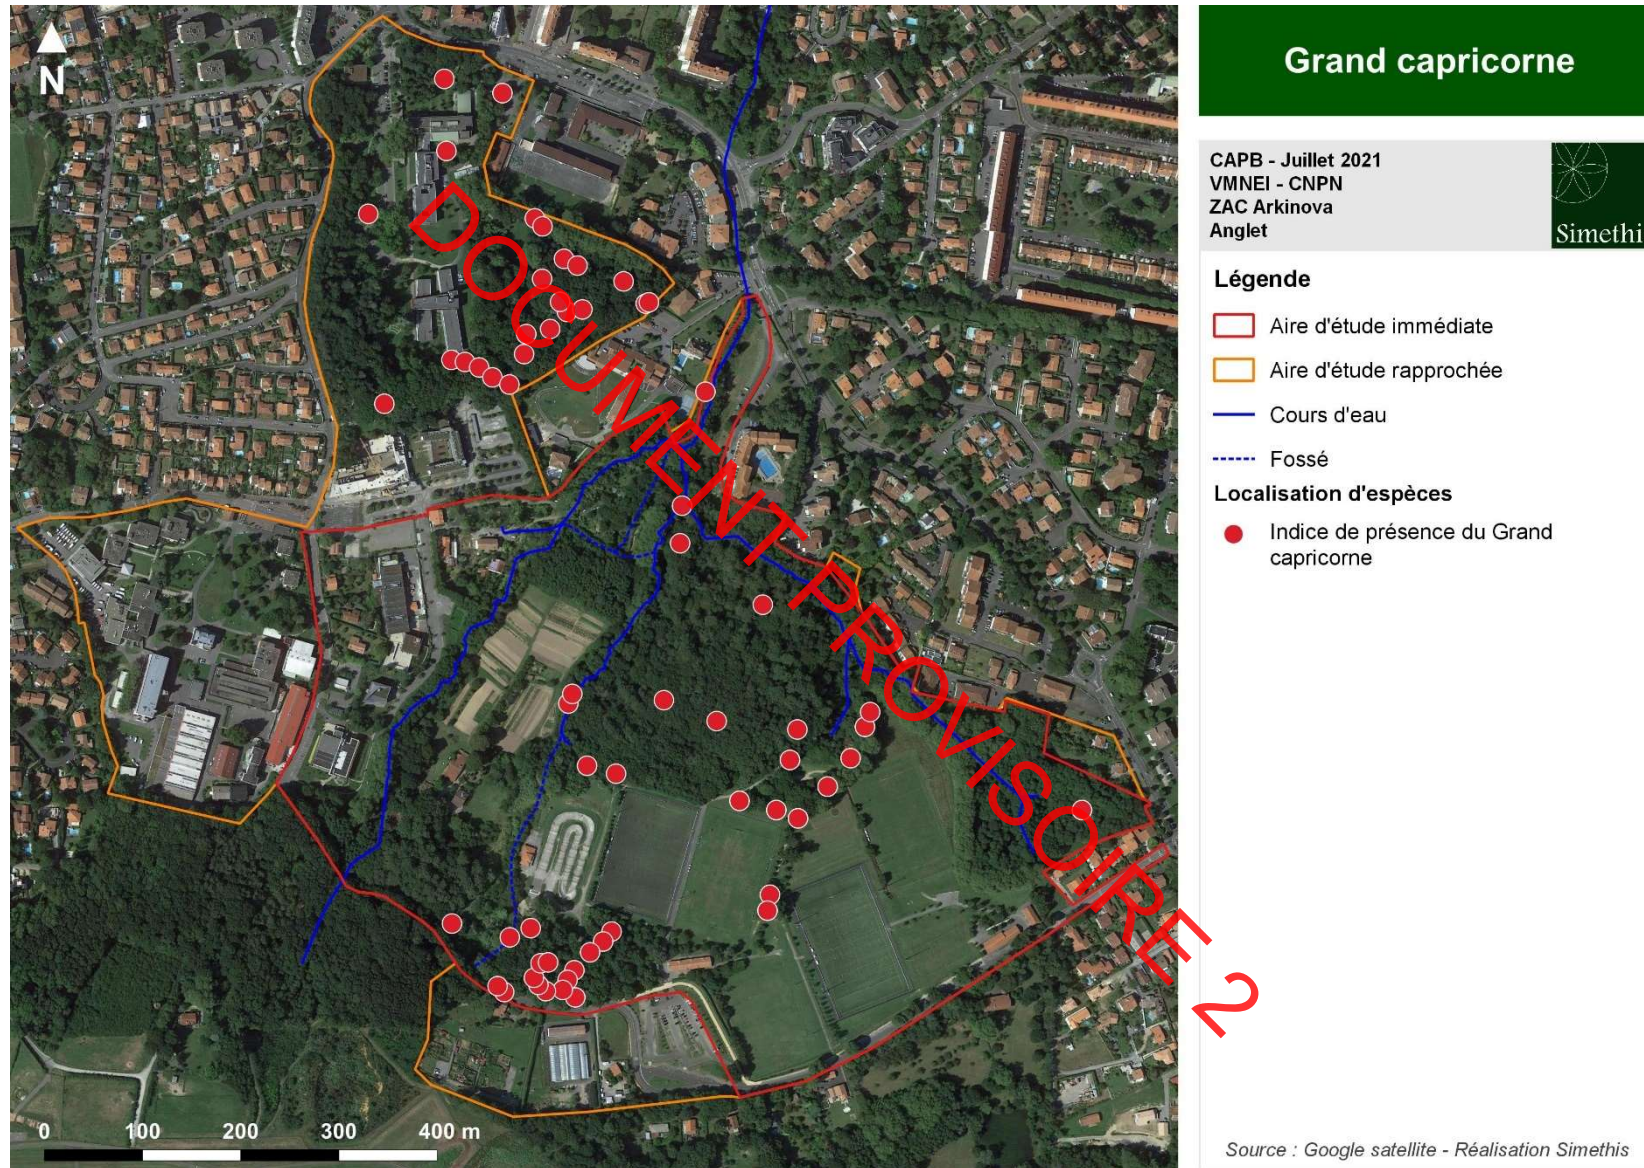 N
DOCUMENT PROVISOIRE 2
0 100 200 300 400 m
Grand capricorne
CAPB - Juillet 2021
VMNEI - CNPN
ZAC Arkinova
Anglet
Simethi
Légende
Aire d'étude immédiate
Aire d'étude rapprochée
Cours d'eau
Fossé
Localisation d'espèces
Indice de présence du Grand
capricorne
Source : Google satellite - Réalisation Simethis